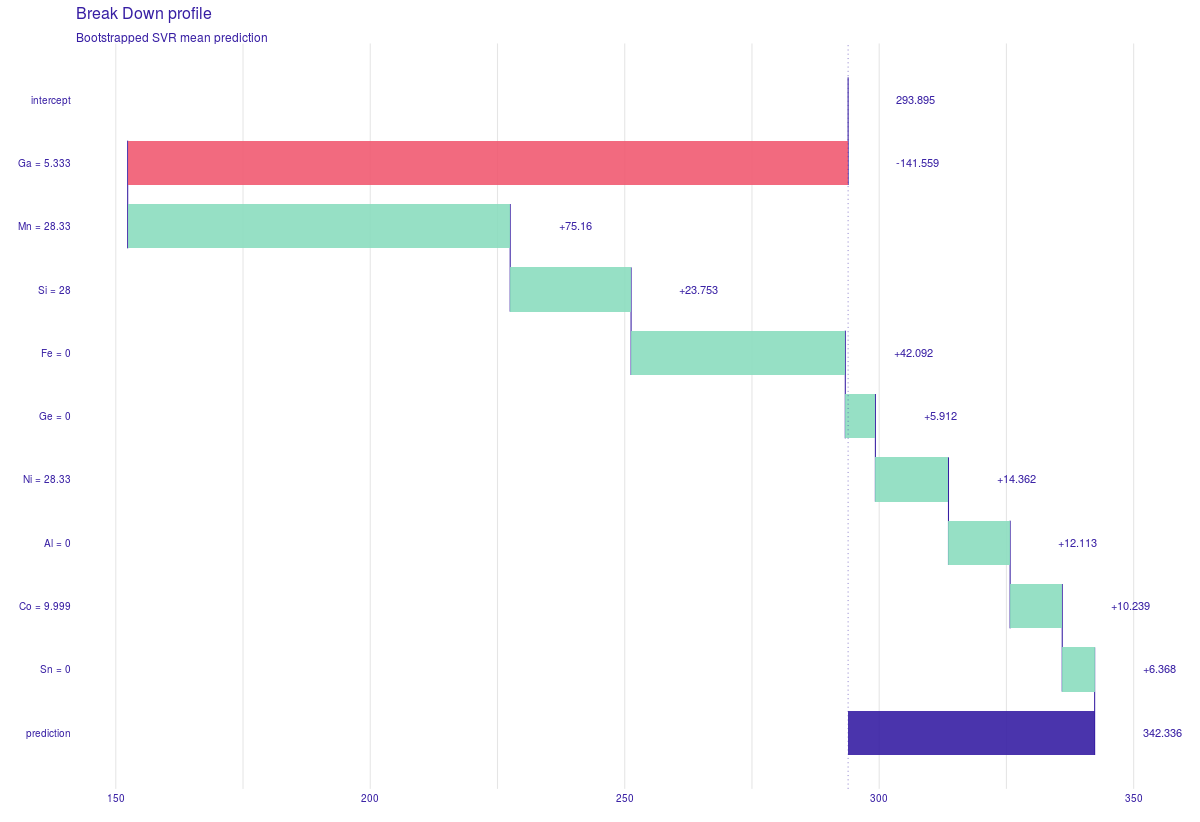 Break Down profile
Bootstrapped SVR mean prediction
intercept 293.895
Ga = 5.333 -141.559
Mn = 28.33 +75.16
Si = 28 +23.753
Fe = 0 +42.092
Ge = 0 +5.912
Ni = 28.33 +14.362
Al = 0 +12.113
Co = 9.999 +10.239
Sn = 0 +6.368
prediction 342.336
150 200 250 300 350